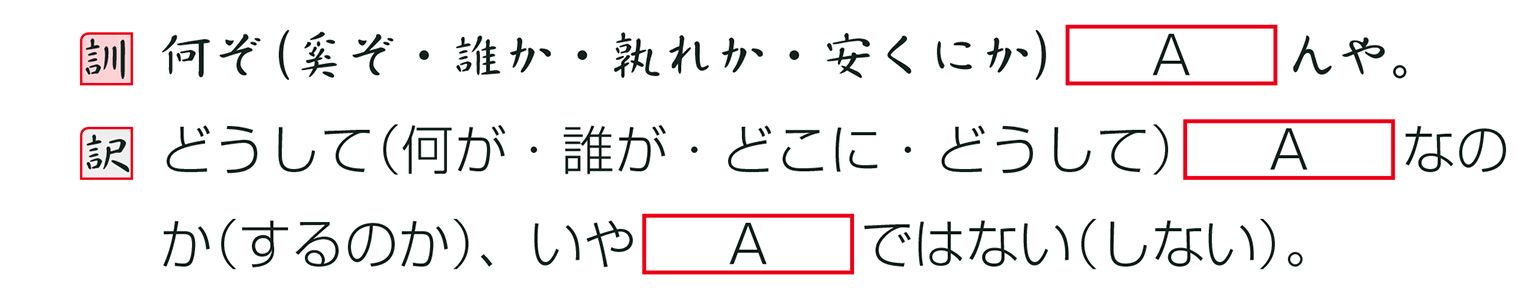 訓 何ぞ(奚ぞ・誰か・孰れか・安くにか) A んや。
訳 どうして(何が・誰が・どこに・どうして) A なの
か(するのか)、いや A ではない(しない)。